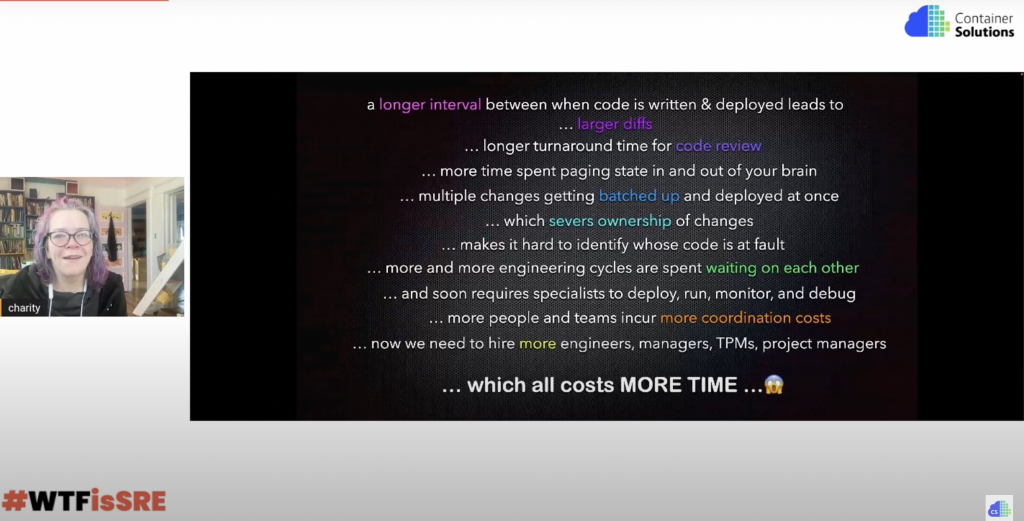 Container
Solutions
a longer interval between when code is written & deployed leads to
... larger diffs
... longer turnaround time for code review
... more time spent paging state in and out of your brain
... multiple changes getting batched up and deployed at once
... which severs ownership of changes
... makes it hard to identify whose code is at fault
... more and more engineering cycles are spent waiting on each other
... and soon requires specialists to deploy, run, monitor, and debug
... more people and teams incur more coordination costs
... now we need to hire more engineers, managers, TPMs, project managers
... which all costs MORE TIME ...😱
charity
#WTFisSRE
CS